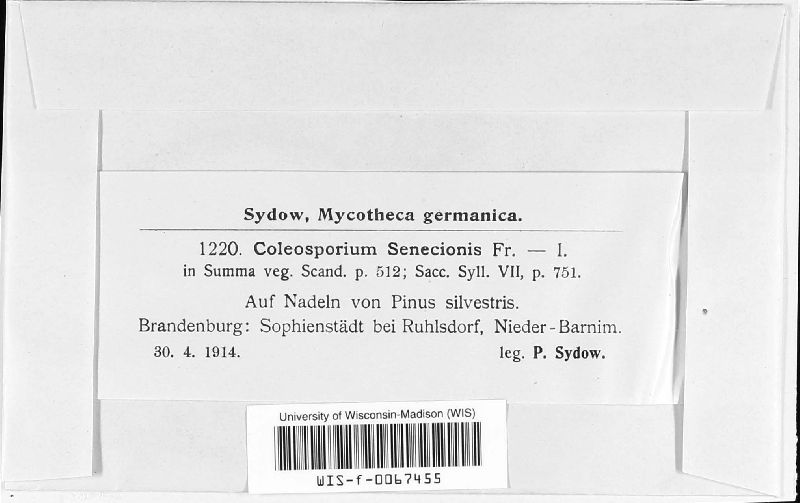 Sydow, Mycotheca germanica.
1220. Coleosporium Senecionis Fr. — I.
in Summa veg. Scand. p. 512; Sacc. Syll. VII, p. 751.
Auf Nadeln von Pinus silvestris.
Brandenburg: Sophienstädt bei Ruhlsdorf, Nieder-Barnim.
30. 4. 1914. leg. P. Sydow.
University of Wisconsin-Madison (WIS)
WIS-f-0067455